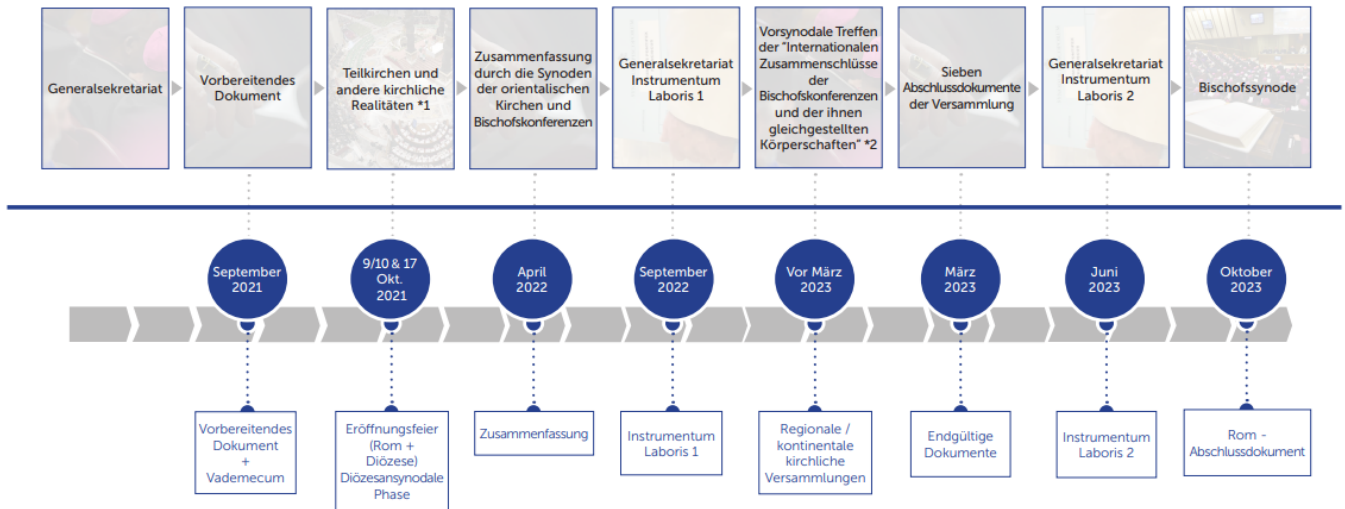 Generalsekretariat
Vorbereitendes
Dokument
Teilkirchen und
andere kirchliche
Realitäten *1
Zusammenfassung
durch die Synoden
der orientalischen
Kirchen und
Bischofskonferenzen
Generalsekretariat
Instrumentum
Laboris 1
Vorsynodale Treffen
der "Internationalen
Zusammenschlüsse
der
Bischofskonferenzen
und der ihnen
gleichgestellten
Körperschaften" *2
Sieben
Abschlussdokumente
der Versammlung
Generalsekretariat
Instrumentum
Laboris 2
Bischofssynode
September
2021
9/10 & 17
Okt.
2021
April
2022
September
2022
Vor März
2023
März
2023
Juni
2023
Oktober
2023
Vorbereitendes
Dokument
+
Vademecum
Eröffnungsfeier
(Rom +
Diözese)
Diözesansynodale
Phase
Zusammenfassung
Instrumentum
Laboris 1
Regionale /
kontinentale
kirchliche
Versammlungen
Endgültige
Dokumente
Instrumentum
Laboris 2
Rom -
Abschlussdokument